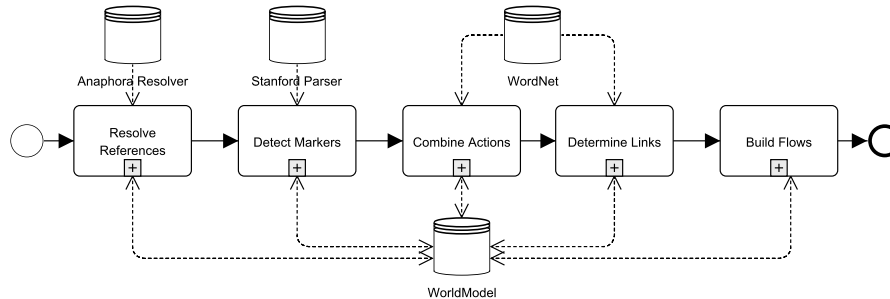 Anaphora Resolver
Stanford Parser
WordNet
Resolve
References
Detect Markers
Combine Actions
Determine Links
Build Flows
WorldModel